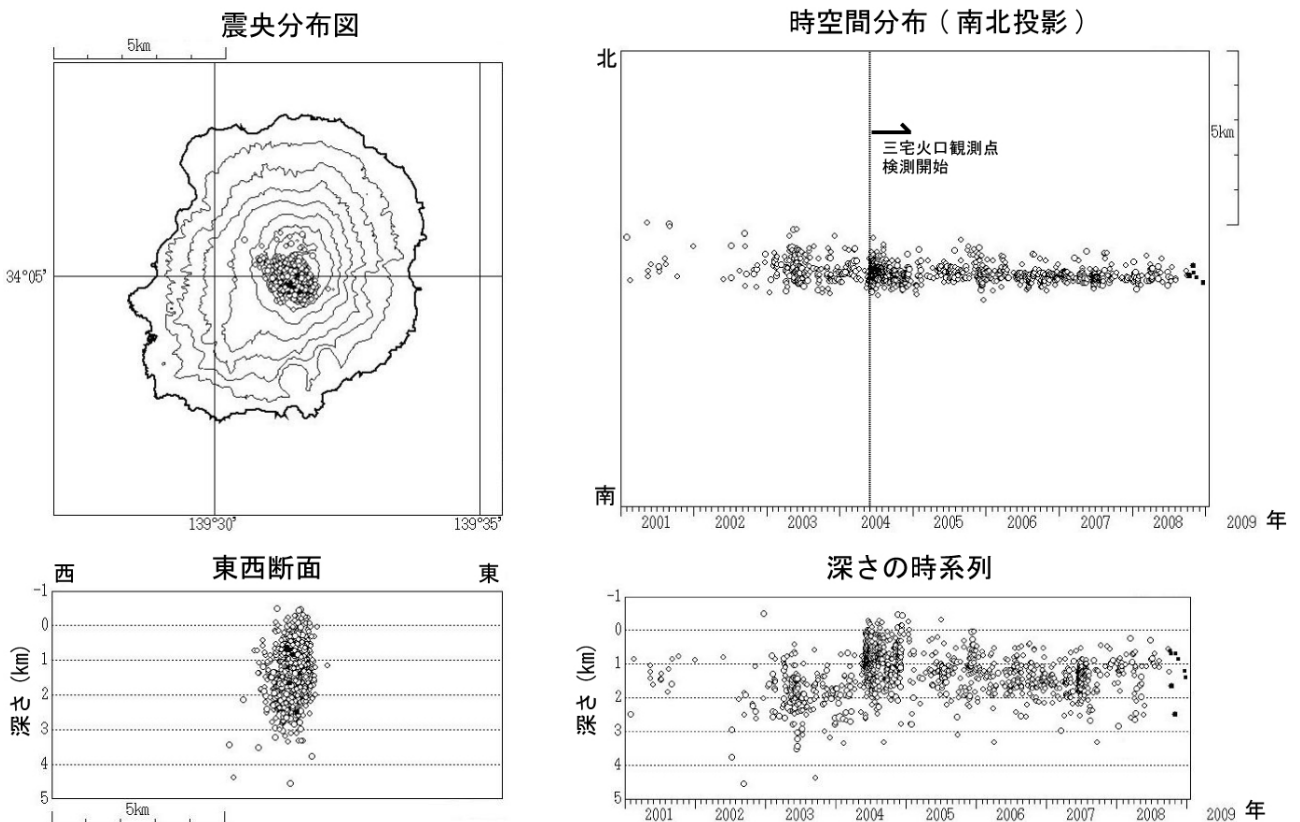 震央分布図
5km
34°05'
139°30'
139°35'
時空間分布（南北投影）
北
5km
三宅火口観測点
検測開始
南
2001 2002 2003 2004 2005 2006 2007 2008 2009 年
東西断面
西 東
-1
0
1
2
3
4
5
深さ (km)
5km
深さの時系列
-1
0
1
2
3
4
5
深さ (km)
2001 2002 2003 2004 2005 2006 2007 2008 2009 年